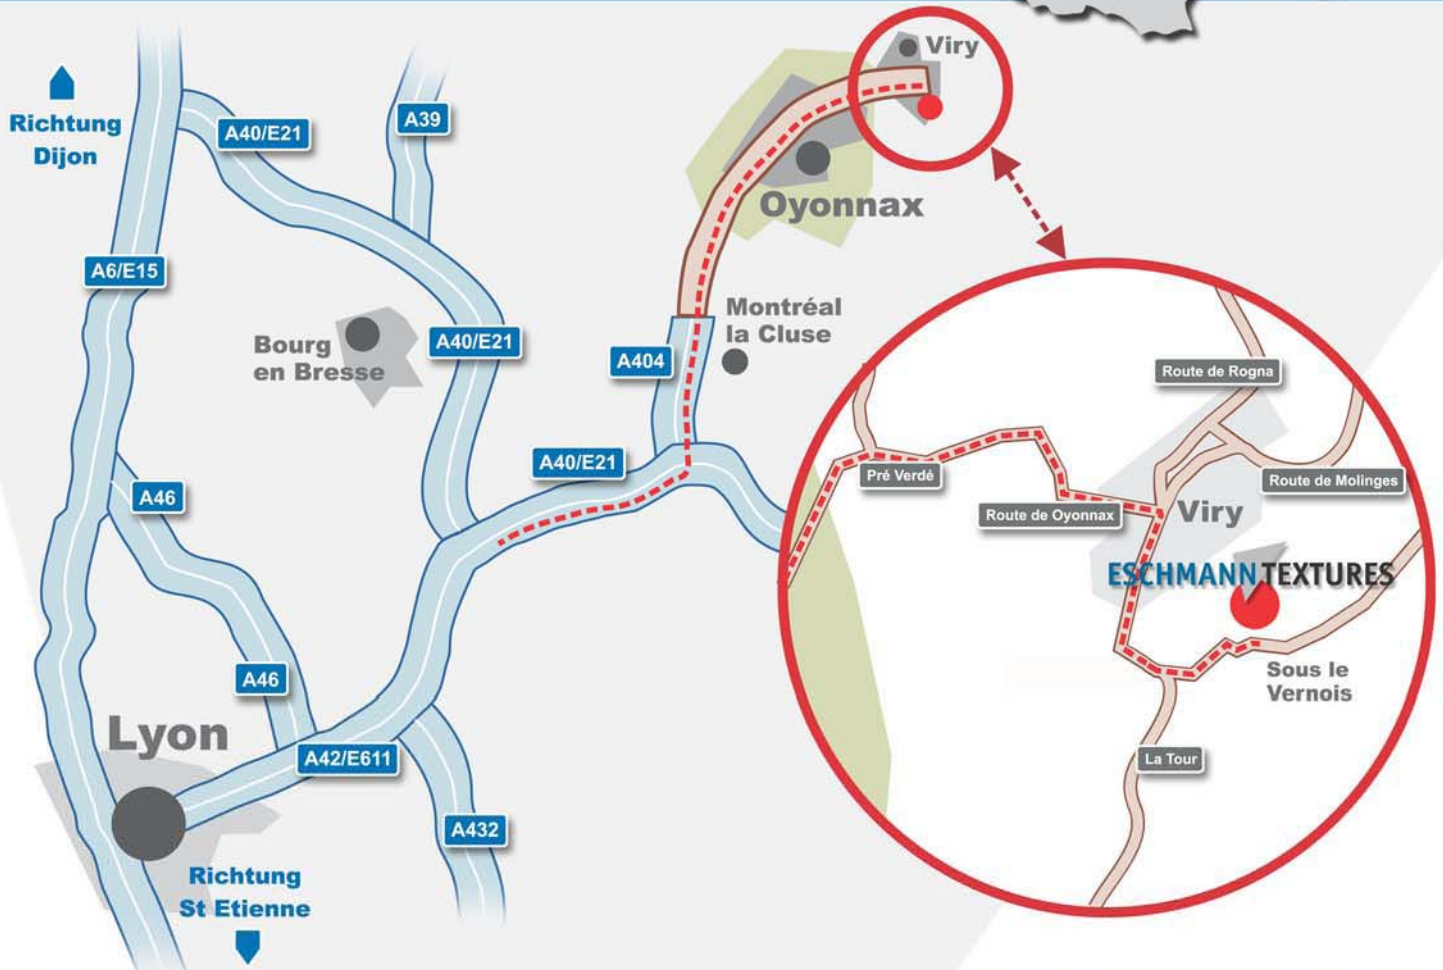 Viry
Richtung
Dijon
A40/E21
A39
Oyonnax
A6/E15
Montréal
la Cluse
Bourg
en Bresse
A40/E21
A404
A40/E21
A46
A46
Lyon
A42/E611
A432
Richtung
St Etienne
Route de Rogna
Pré Verdé
Route de Molinges
Route de Oyonnax
Viry
ESCHMANN TEXTURES
Sous le
Vernois
La Tour